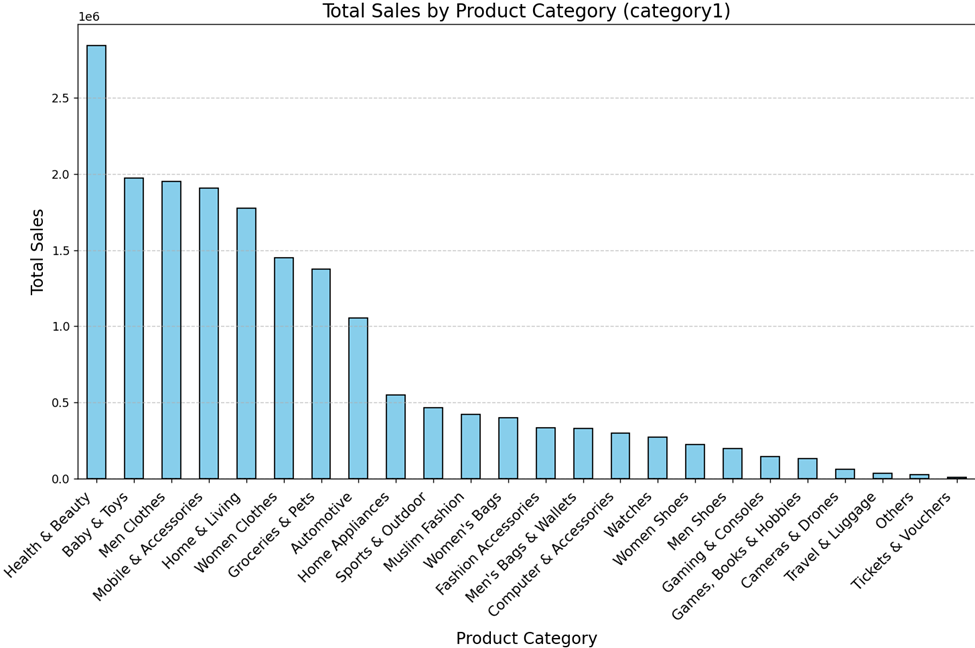 Total Sales by Product Category (category1)
1e6
2.5
2.0
1.5
1.0
0.5
0.0
Total Sales
Health & Beauty
Baby & Toys
Men Clothes
Mobile & Accessories
Home & Living
Women Clothes
Groceries & Pets
Automotive
Home Appliances
Sports & Outdoor
Muslim Fashion
Women's Bags
Fashion Accessories
Men's Bags & Wallets
Computer & Accessories
Watches
Women Shoes
Men Shoes
Gaming & Consoles
Games, Books & Hobbies
Cameras & Drones
Travel & Luggage
Others
Tickets & Vouchers
Product Category